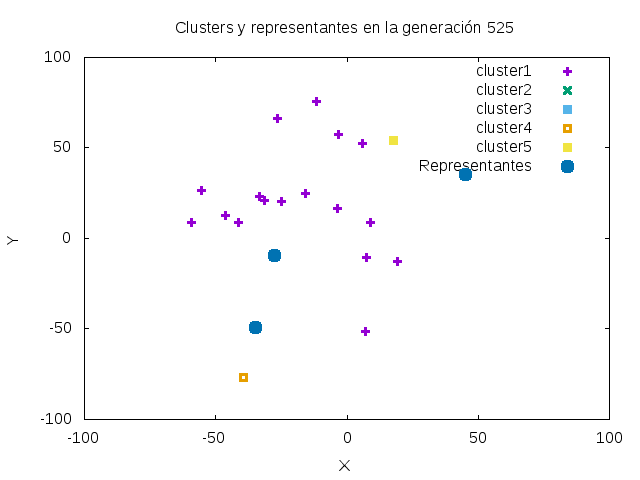 Clusters y representantes en la generación 525
100
50
0
-50
-100
-100 -50 0 50 100
Y
X
cluster1
cluster2
cluster3
cluster4
cluster5
Representantes